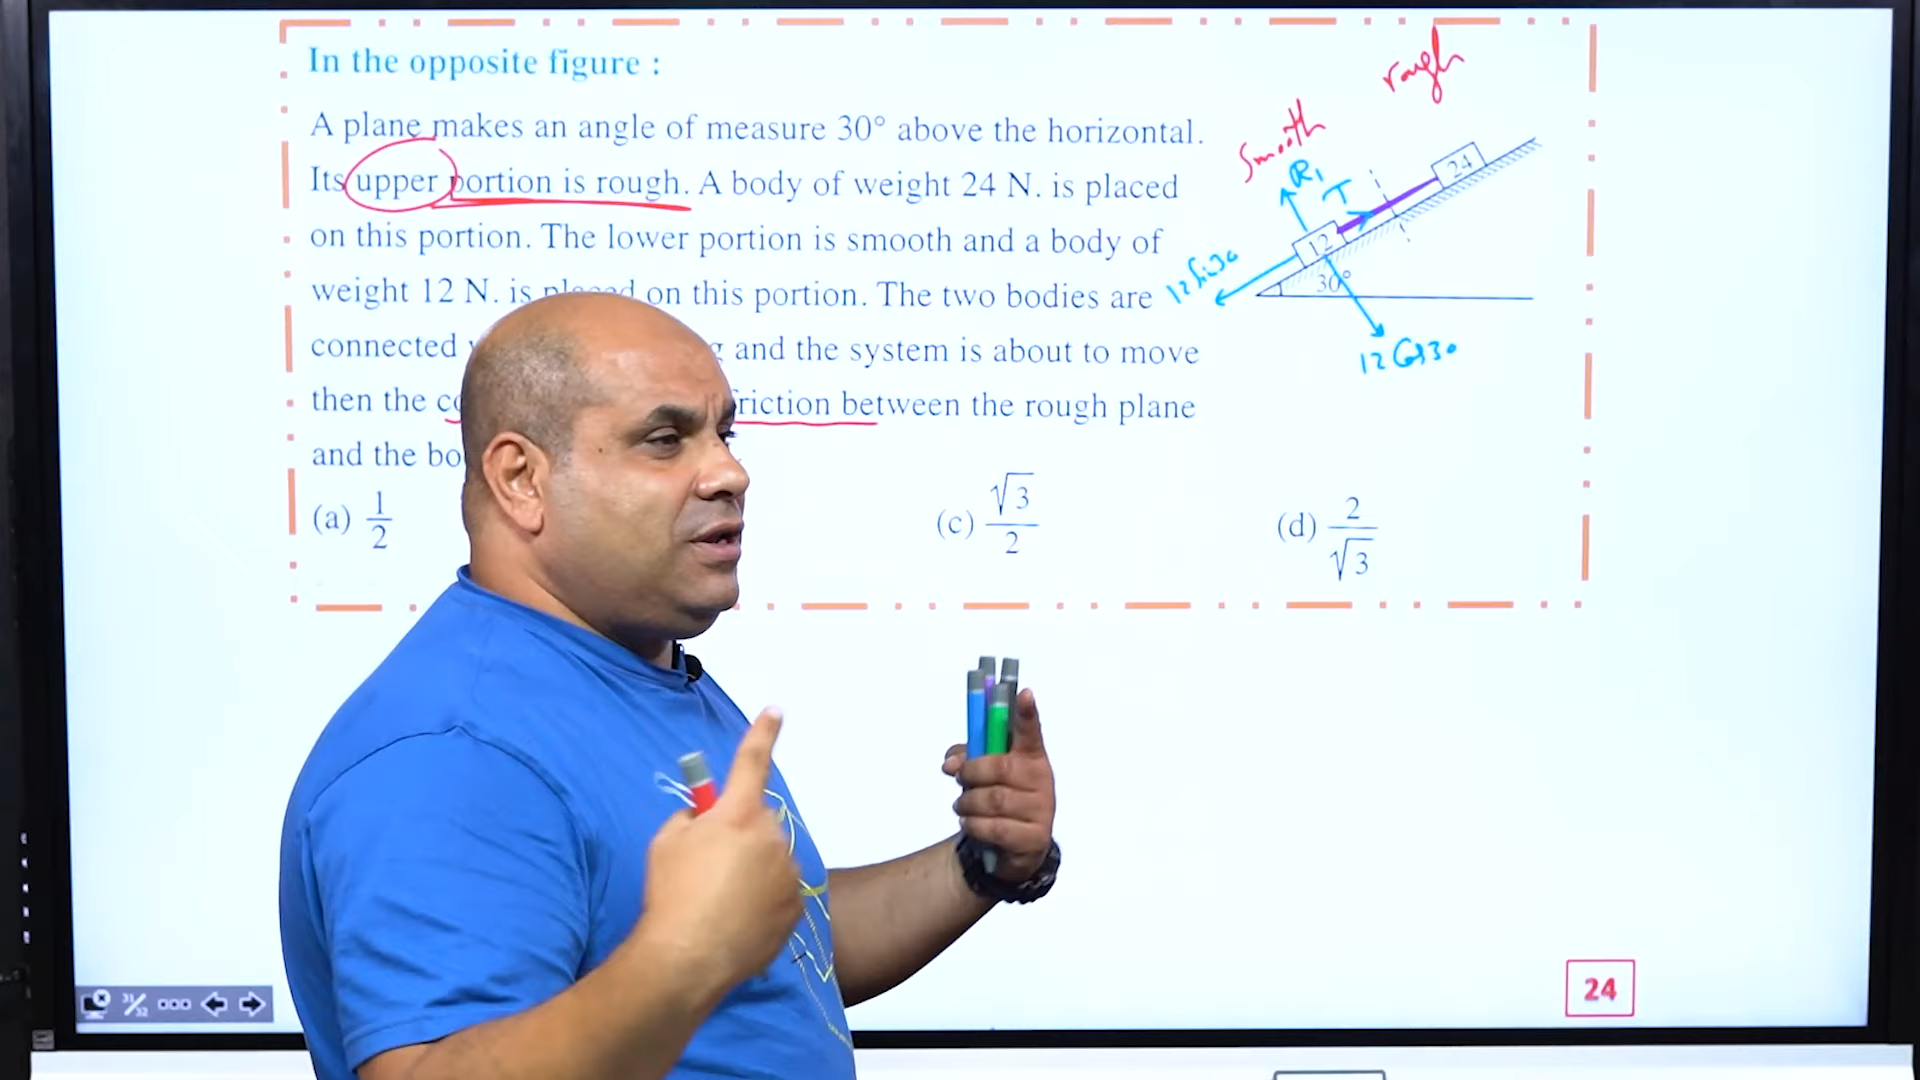 In the opposite figure :
A plane makes an angle of measure 30° above the horizontal.
Its upper portion is rough. A body of weight 24 N. is placed
on this portion. The lower portion is smooth and a body of
weight 12 N. is placed on this portion. The two bodies are
connected and the system is about to move
then the friction between the rough plane
and the
(a) 1/2
(c) √3/2
(d) 2/√3
rough
Smooth
24
R₁
T
12
12 Sin30
30°
12 Cos30
31/32
24